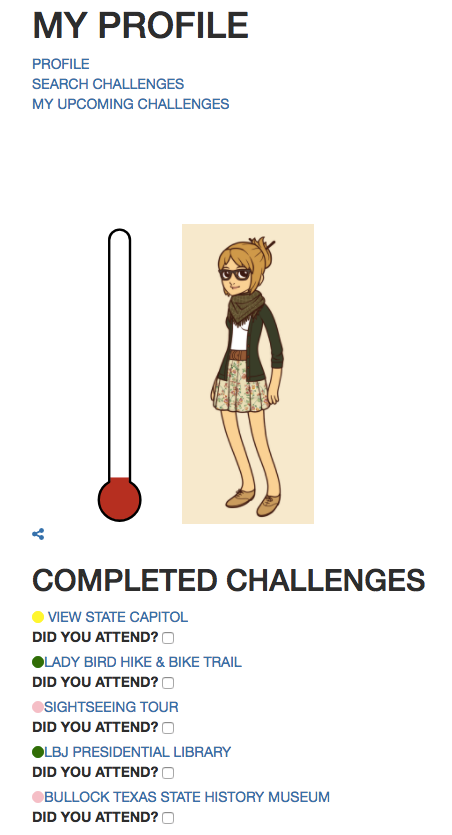 MY PROFILE
PROFILE
SEARCH CHALLENGES
MY UPCOMING CHALLENGES
COMPLETED CHALLENGES
VIEW STATE CAPITOL
DID YOU ATTEND?
LADY BIRD HIKE & BIKE TRAIL
DID YOU ATTEND?
SIGHTSEEING TOUR
DID YOU ATTEND?
LBJ PRESIDENTIAL LIBRARY
DID YOU ATTEND?
BULLOCK TEXAS STATE HISTORY MUSEUM
DID YOU ATTEND?